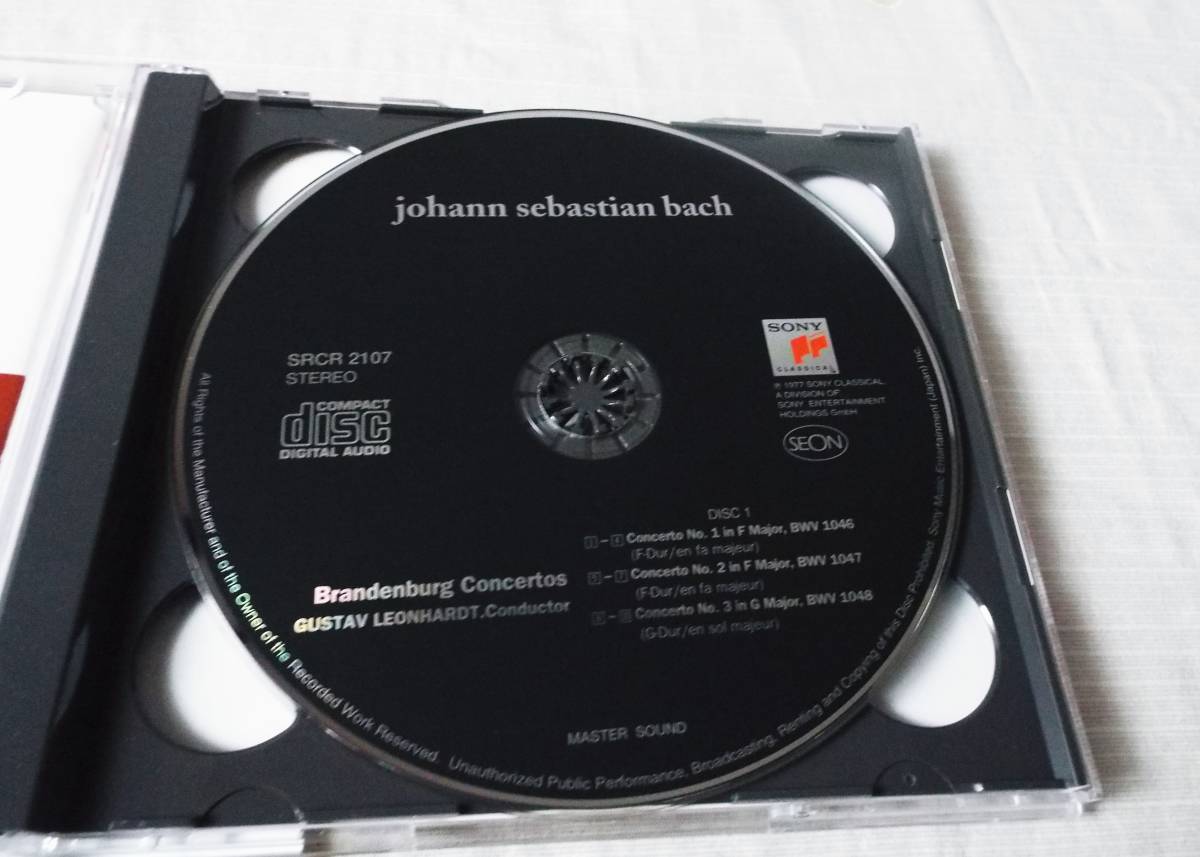 johann sebastian bach
SRCR 2107
STEREO
COMPACT
disc
DIGITAL AUDIO
SONY
CLASSICAL
℗ 1977 SONY CLASSICAL.
A DIVISION OF
SONY ENTERTAINMENT
HOLDINGS GmbH
SEON
DISC 1
1–4 Concerto No. 1 in F Major, BWV 1046
(F-Dur/en fa majeur)
5–7 Concerto No. 2 in F Major, BWV 1047
(F-Dur/en fa majeur)
Concerto No. 3 in G Major, BWV 1048
(G-Dur/en sol majeur)
Brandenburg Concertos
GUSTAV LEONHARDT.Conductor
MASTER SOUND
All Rights of the Manufacturer and of the Owner of the Recorded Work Reserved. Unauthorized Public Performance, Broadcasting, Renting and Copying of this Disc Prohibited. Sony Music Entertainment (Japan) Inc.